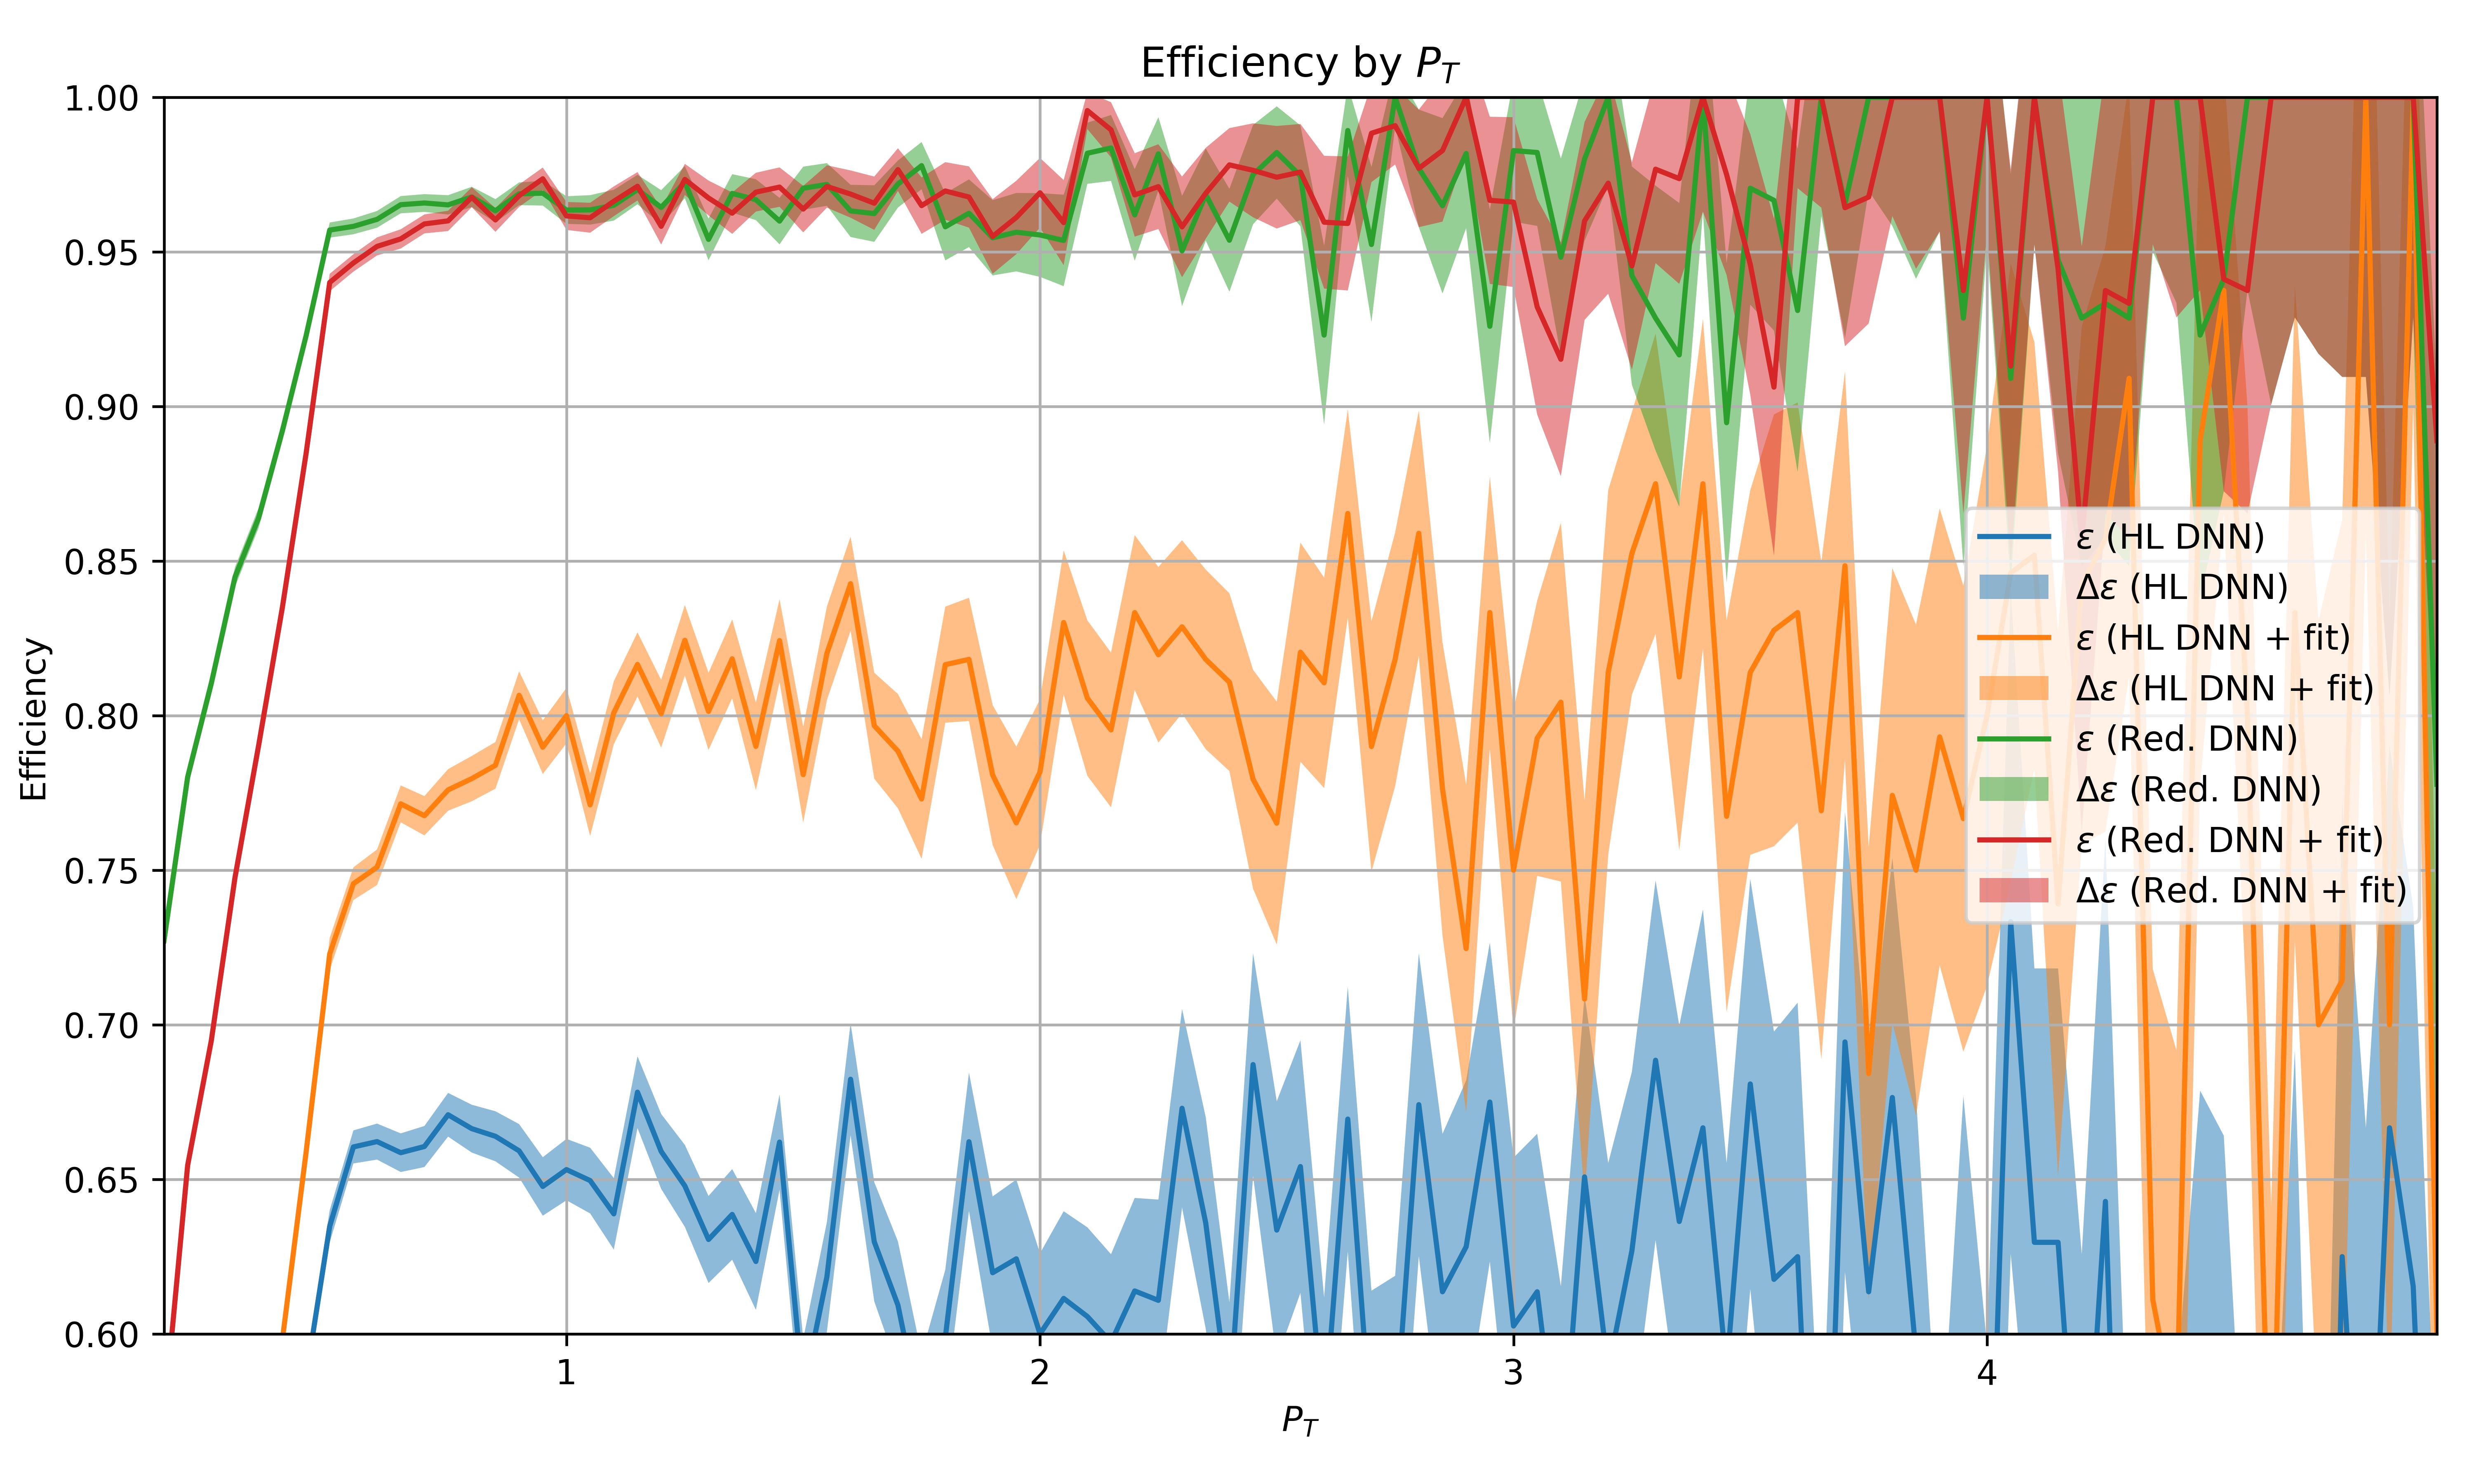 Efficiency by P_T
1.00
0.95
0.90
0.85
0.80
0.75
0.70
0.65
0.60
Efficiency
ε (HL DNN)
Δε (HL DNN)
ε (HL DNN + fit)
Δε (HL DNN + fit)
ε (Red. DNN)
Δε (Red. DNN)
ε (Red. DNN + fit)
Δε (Red. DNN + fit)
1 2 3 4
P_T